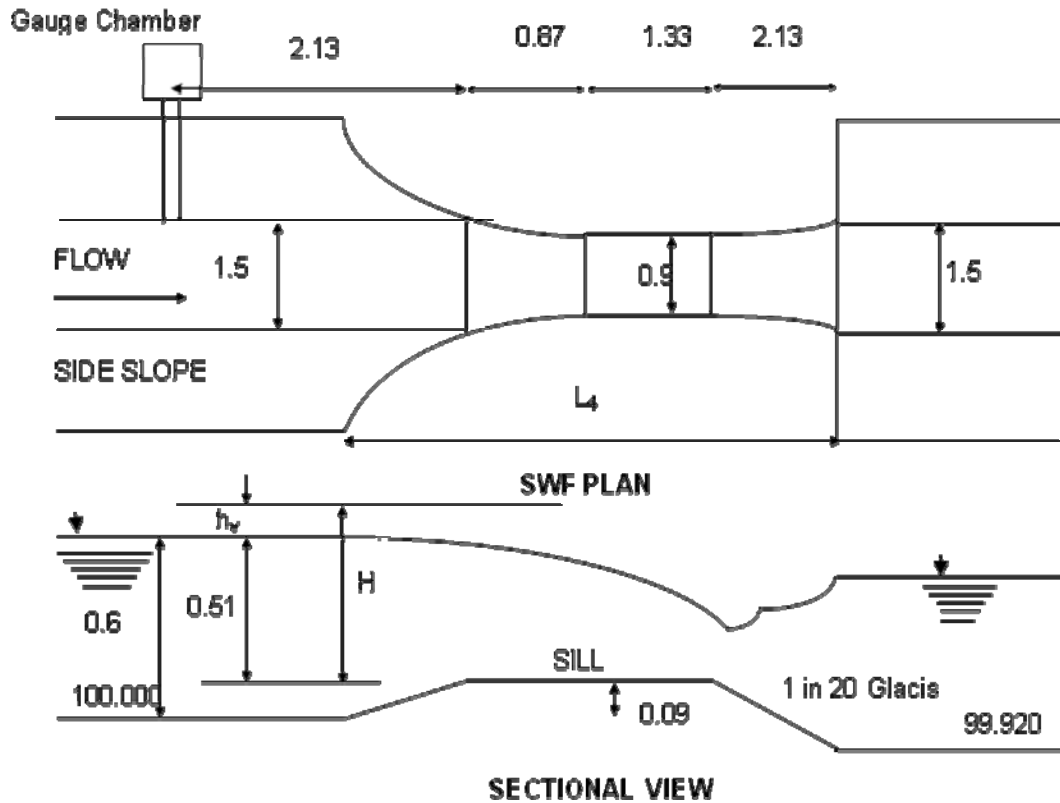 Gauge Chamber
2.13 0.87 1.33 2.13
FLOW
1.5 0.9 1.5
SIDE SLOPE
L4
SWF PLAN
hv
H
0.6 0.51
SILL
100.000 1 in 20 Glacis
0.09 99.920
SECTIONAL VIEW